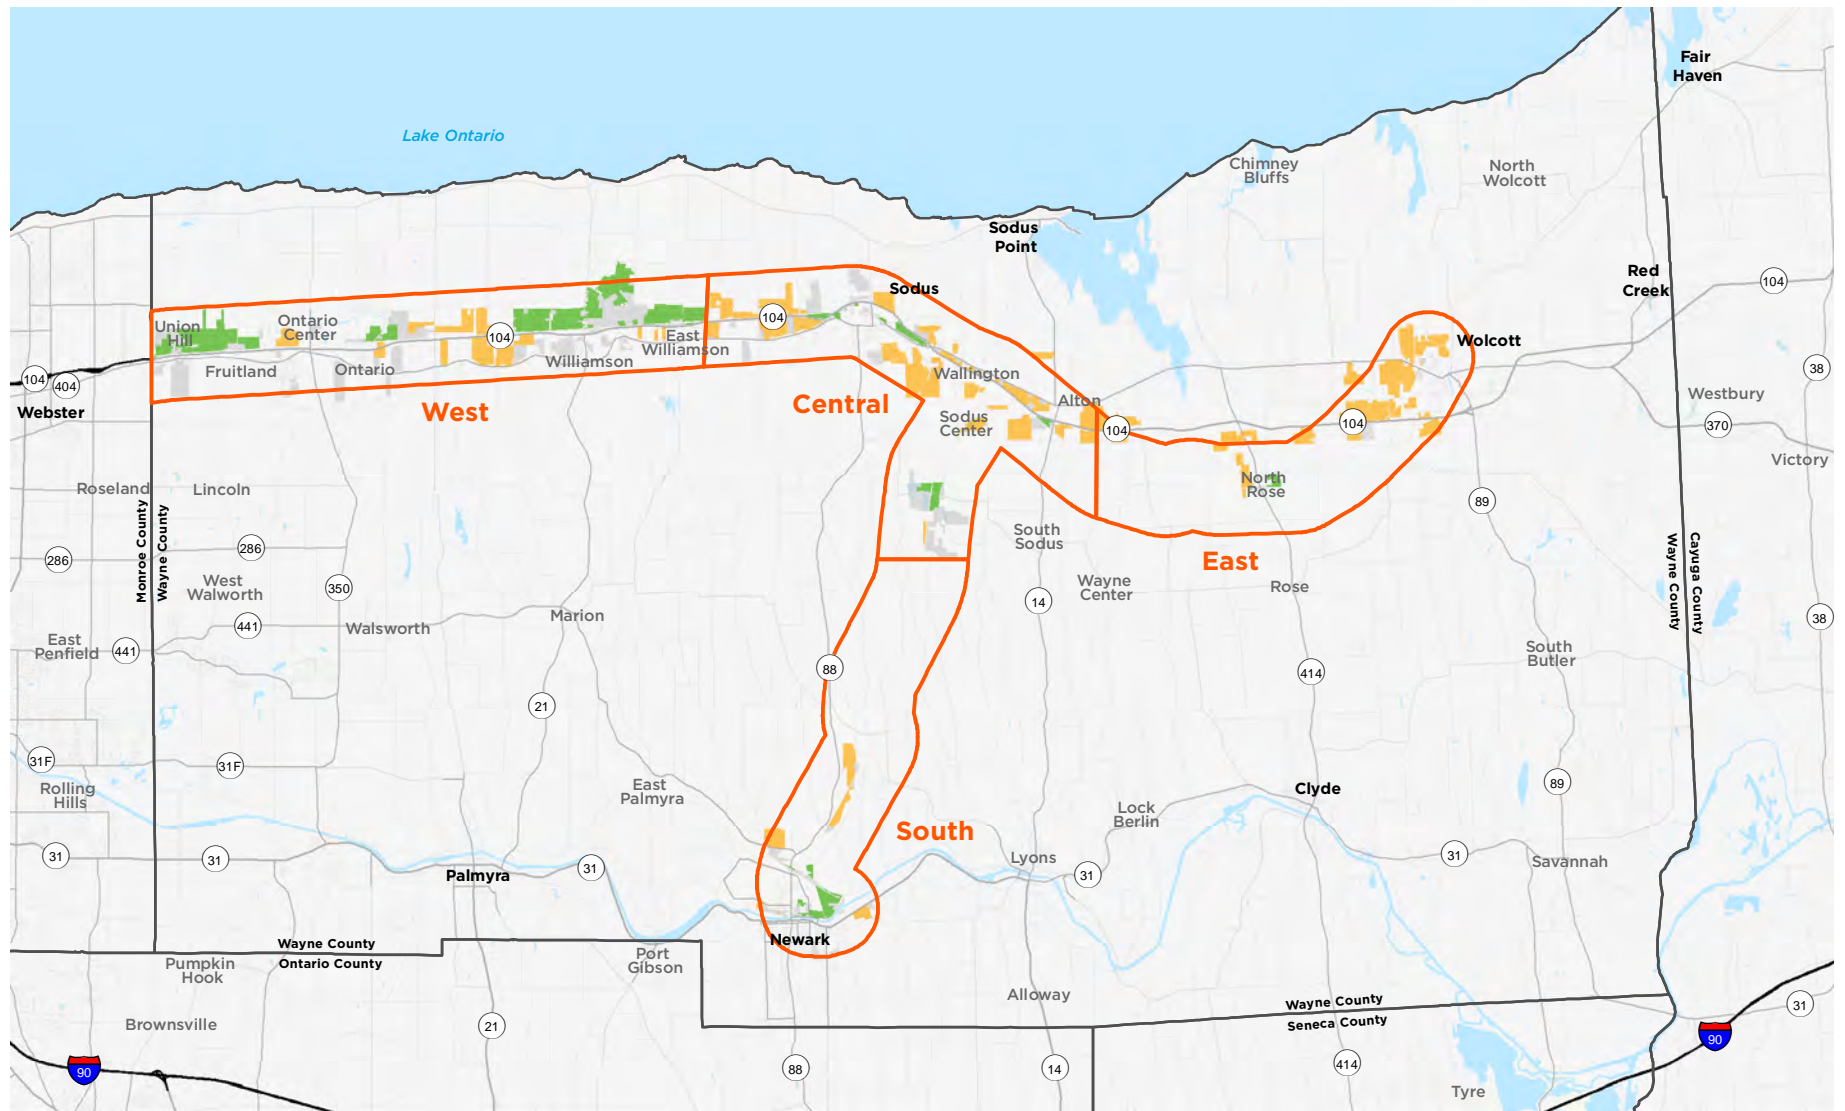 Fair
Haven
Lake Ontario
Chimney
Bluffs
North
Wolcott
Sodus
Point
Red
Creek
104
Sodus
Union
Hill
Ontario
Center
104
104
East
Williamson
Wolcott
Williamson
Fruitland
Ontario
Wallington
38
104
404
Webster
West
Central
Alton
Sodus
Center
104
104
Westbury
370
Victory
Roseland
Lincoln
North
Rose
89
Monroe County
Wayne County
286
286
South
Sodus
East
Wayne County
Cayuga County
West
Walworth
350
Wayne
Center
Rose
14
38
441
Walsworth
Marion
East
Penfield
441
South
Butler
88
414
21
31F
31F
Rolling
Hills
East
Palmyra
Clyde
89
Lock
Berlin
South
31
31
Palmyra
31
Lyons
31
31
Savannah
Newark
Wayne County
Ontario County
Pumpkin
Hook
Port
Gibson
Alloway
Wayne County
Seneca County
31
Brownsville
21
90
90
88
14
414
Tyre